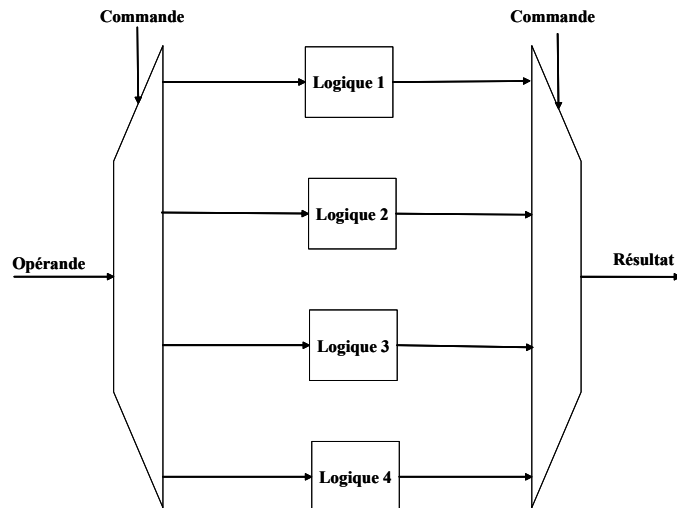 Commande
Commande
Logique 1
Logique 2
Opérande
Résultat
Logique 3
Logique 4